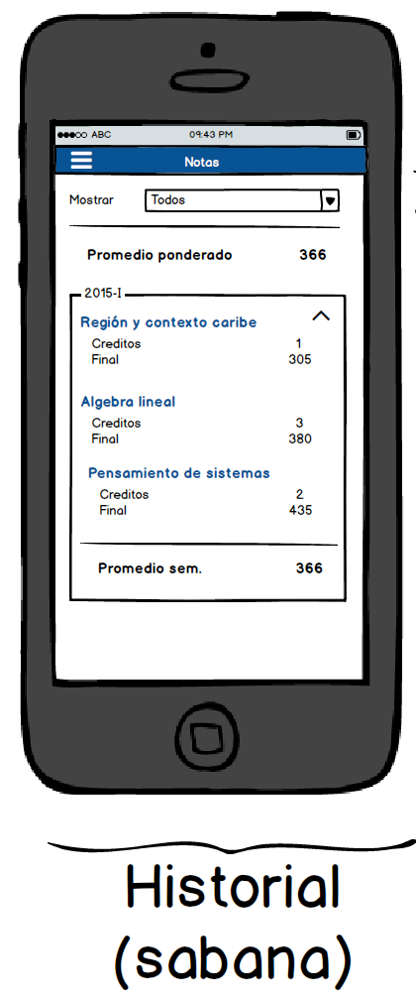 ABC 09:43 PM
Notas
Mostrar Todos
Promedio ponderado 366
2015-I
Región y contexto caribe
Creditos 1
Final 305
Algebra lineal
Creditos 3
Final 380
Pensamiento de sistemas
Creditos 2
Final 435
Promedio sem. 366
Historial
(sabana)